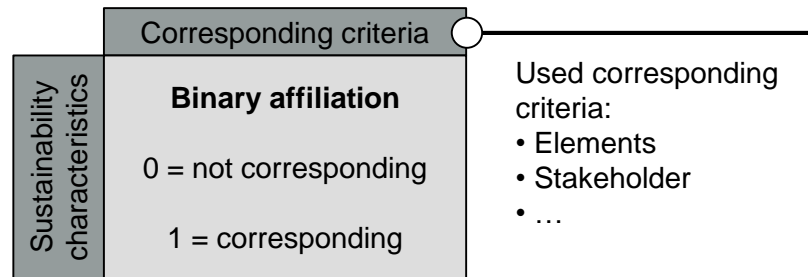 Corresponding criteria
Sustainability
characteristics
Binary affiliation
0 = not corresponding
1 = corresponding
Used corresponding
criteria:
• Elements
• Stakeholder
• …